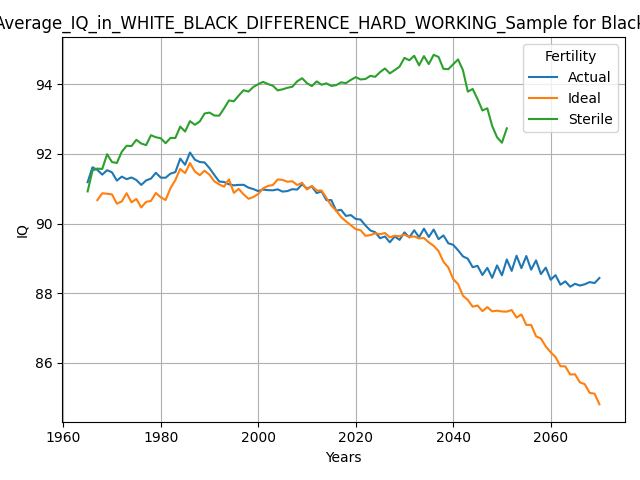 Average_IQ_in_WHITE_BLACK_DIFFERENCE_HARD_WORKING_Sample for Black
Fertility
Actual
Ideal
Sterile
94
92
90
88
86
IQ
1960 1980 2000 2020 2040 2060
Years